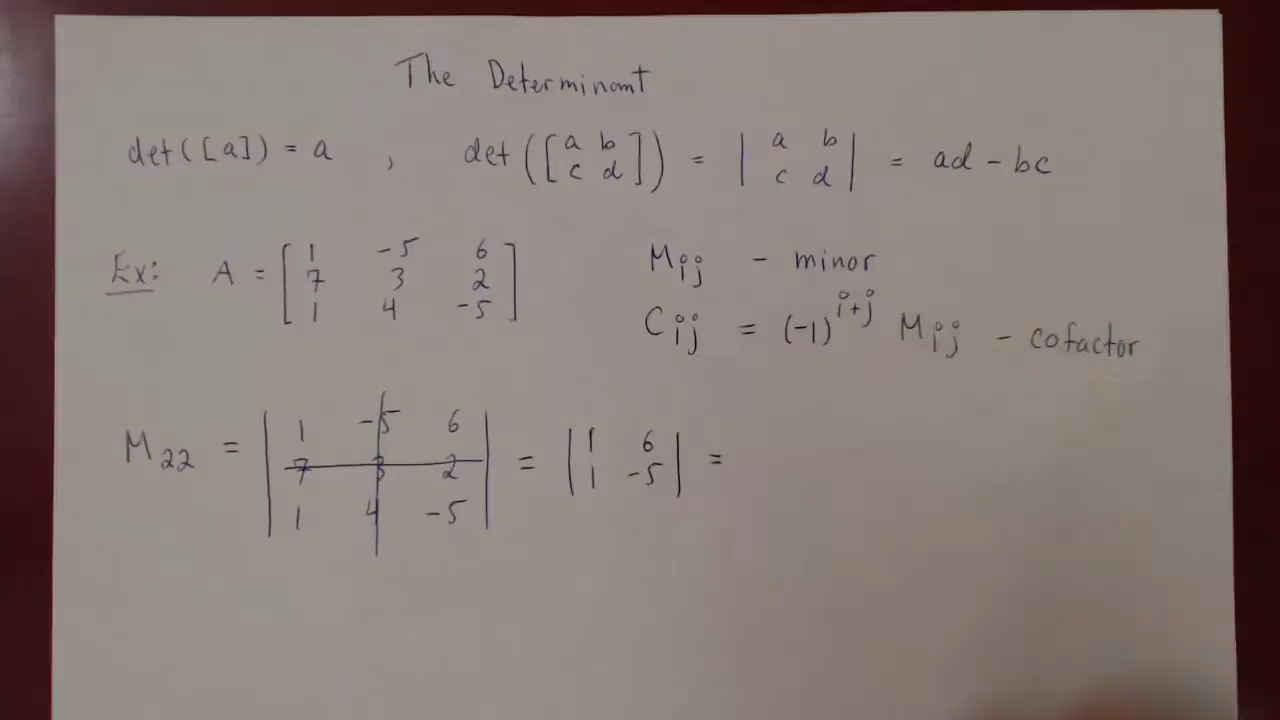 The Determinant
det([a]) = a , det([a b c d]) = |a b c d| = ad - bc
Ex: A = [1 -5 6
7 3 2
1 4 -5]
Mij - minor
Cij = (-1)^i+j Mij - cofactor
M22 = |1 -5 6
7 3 2
1 4 -5| = |1 6
1 -5| =